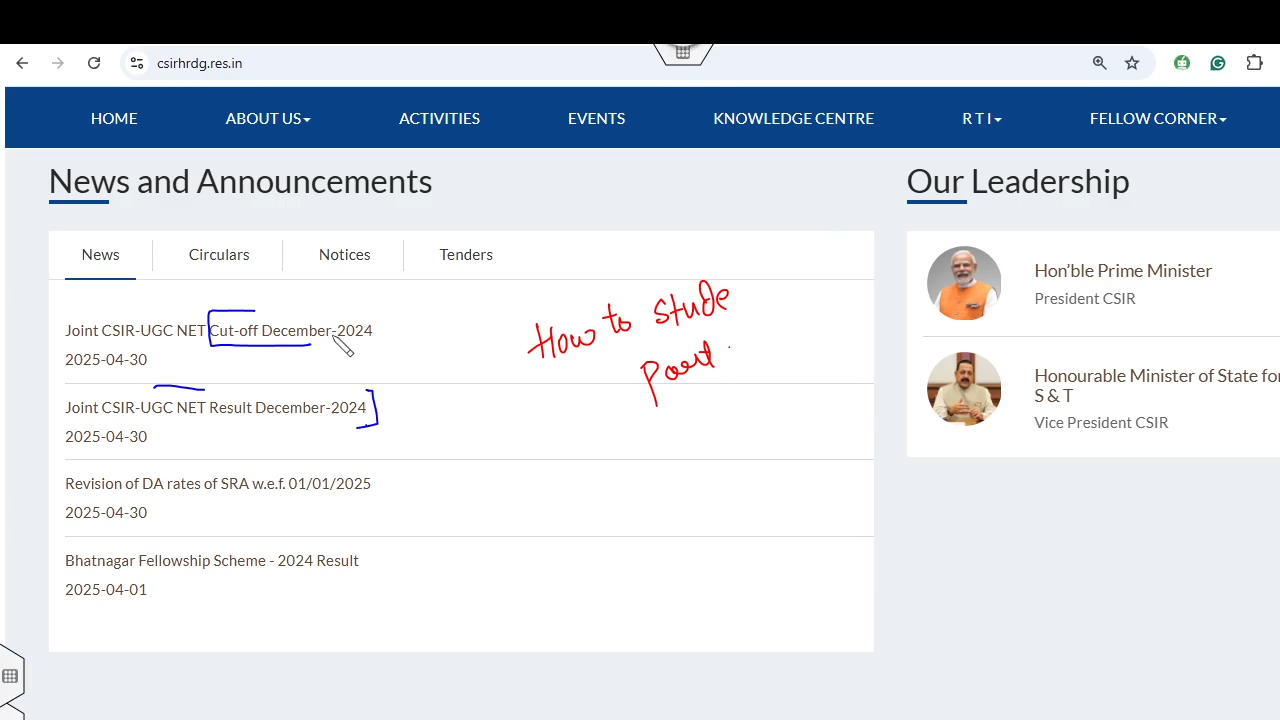 csirhrdg.res.in
HOME
ABOUT US
ACTIVITIES
EVENTS
KNOWLEDGE CENTRE
R T I
FELLOW CORNER
News and Announcements
News
Circulars
Notices
Tenders
Joint CSIR-UGC NET Cut-off December-2024
2025-04-30
Joint CSIR-UGC NET Result December-2024
2025-04-30
Revision of DA rates of SRA w.e.f. 01/01/2025
2025-04-30
Bhatnagar Fellowship Scheme - 2024 Result
2025-04-01
How to stude
Part
Our Leadership
Hon'ble Prime Minister
President CSIR
Honourable Minister of State for
S & T
Vice President CSIR